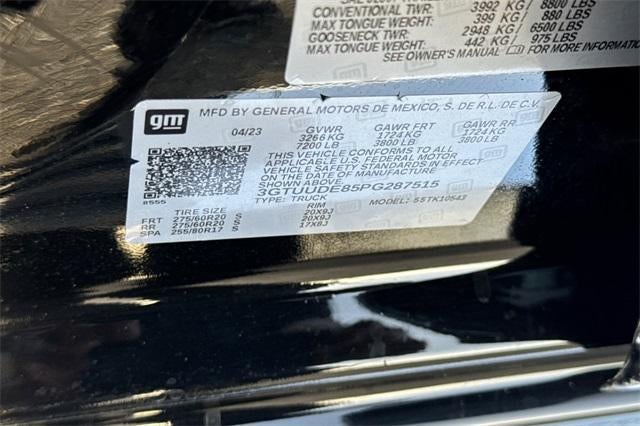 CONVENTIONAL TWR: 3992 KG / 8800 LBS
MAX TONGUE WEIGHT: 399 KG / 880 LBS
GOOSENECK TWR: 2948 KG / 6500 LBS
MAX TONGUE WEIGHT: 442 KG / 975 LBS
SEE OWNER'S MANUAL FOR MORE INFORMATION
gm
MFD BY GENERAL MOTORS DE MEXICO, S. DE R.L. DE C.V.
04/23 GVWR GAWR FRT GAWR RR
3266 KG 1724 KG 1724 KG
7200 LB 3800 LB 3800 LB
THIS VEHICLE CONFORMS TO ALL
APPLICABLE U.S. FEDERAL MOTOR
VEHICLE SAFETY STANDARDS IN EFFECT
ON THE DATE OF MANUFACTURE SHOWN ABOVE.
8555
3GTUUDE85PG287515
TYPE: TRUCK MODEL: SSTK10543
TIRE SIZE RIM
FRT 275/60R20 S 20X9J
RR 275/60R20 S 20X9J
SPA 255/80R17 S 17X8J